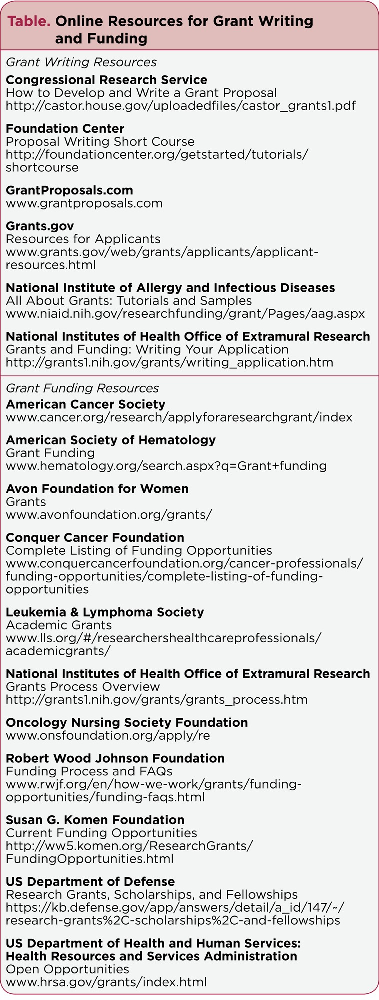 Table. Online Resources for Grant Writing
and Funding
Grant Writing Resources
Congressional Research Service
How to Develop and Write a Grant Proposal
http://castor.house.gov/uploadedfiles/castor_grants1.pdf
Foundation Center
Proposal Writing Short Course
http://foundationcenter.org/getstarted/tutorials/
shortcourse
GrantProposals.com
www.grantproposals.com
Grants.gov
Resources for Applicants
www.grants.gov/web/grants/applicants/applicant-
resources.html
National Institute of Allergy and Infectious Diseases
All About Grants: Tutorials and Samples
www.niaid.nih.gov/researchfunding/grant/Pages/aag.aspx
National Institutes of Health Office of Extramural Research
Grants and Funding: Writing Your Application
http://grants1.nih.gov/grants/writing_application.htm
Grant Funding Resources
American Cancer Society
www.cancer.org/research/applyforaresearchgrant/index
American Society of Hematology
Grant Funding
www.hematology.org/search.aspx?q=Grant+funding
Avon Foundation for Women
Grants
www.avonfoundation.org/grants/
Conquer Cancer Foundation
Complete Listing of Funding Opportunities
www.conquercancerfoundation.org/cancer-professionals/
funding-opportunities/complete-listing-of-funding-
opportunities
Leukemia & Lymphoma Society
Academic Grants
www.lls.org/#/researchershealthcareprofessionals/
academicgrants/
National Institutes of Health Office of Extramural Research
Grants Process Overview
http://grants1.nih.gov/grants/grants_process.htm
Oncology Nursing Society Foundation
www.onsfoundation.org/apply/re
Robert Wood Johnson Foundation
Funding Process and FAQs
www.rwjf.org/en/how-we-work/grants/funding-
opportunities/funding-faqs.html
Susan G. Komen Foundation
Current Funding Opportunities
http://ww5.komen.org/ResearchGrants/
FundingOpportunities.html
US Department of Defense
Research Grants, Scholarships, and Fellowships
https://kb.defense.gov/app/answers/detail/a_id/147/~/
research-grants%2C-scholarships%2C-and-fellowships
US Department of Health and Human Services:
Health Resources and Services Administration
Open Opportunities
www.hrsa.gov/grants/index.html